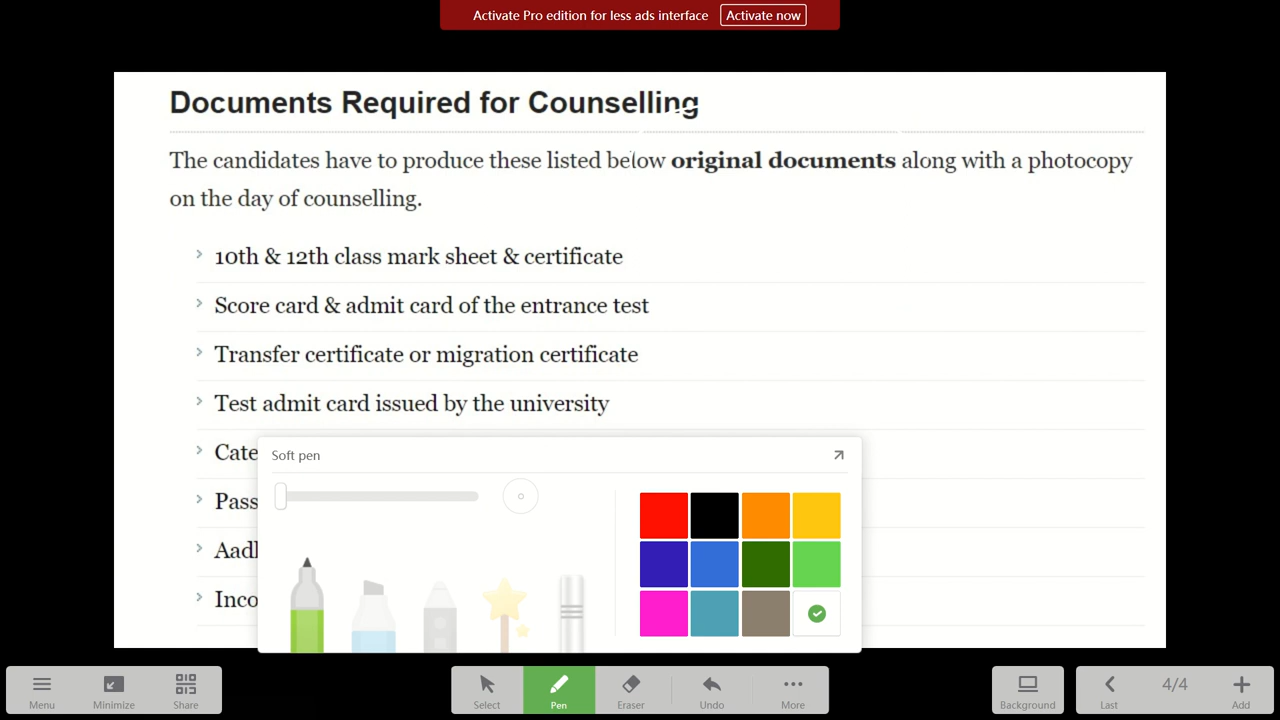 Activate Pro edition for less ads interface Activate now
Documents Required for Counselling
The candidates have to produce these listed below original documents along with a photocopy
on the day of counselling.
10th & 12th class mark sheet & certificate
Score card & admit card of the entrance test
Transfer certificate or migration certificate
Test admit card issued by the university
Cate
Soft pen
Pass
Aadl
Inco
Menu Minimize Share Select Pen Eraser Undo More Background Last 4/4 Add